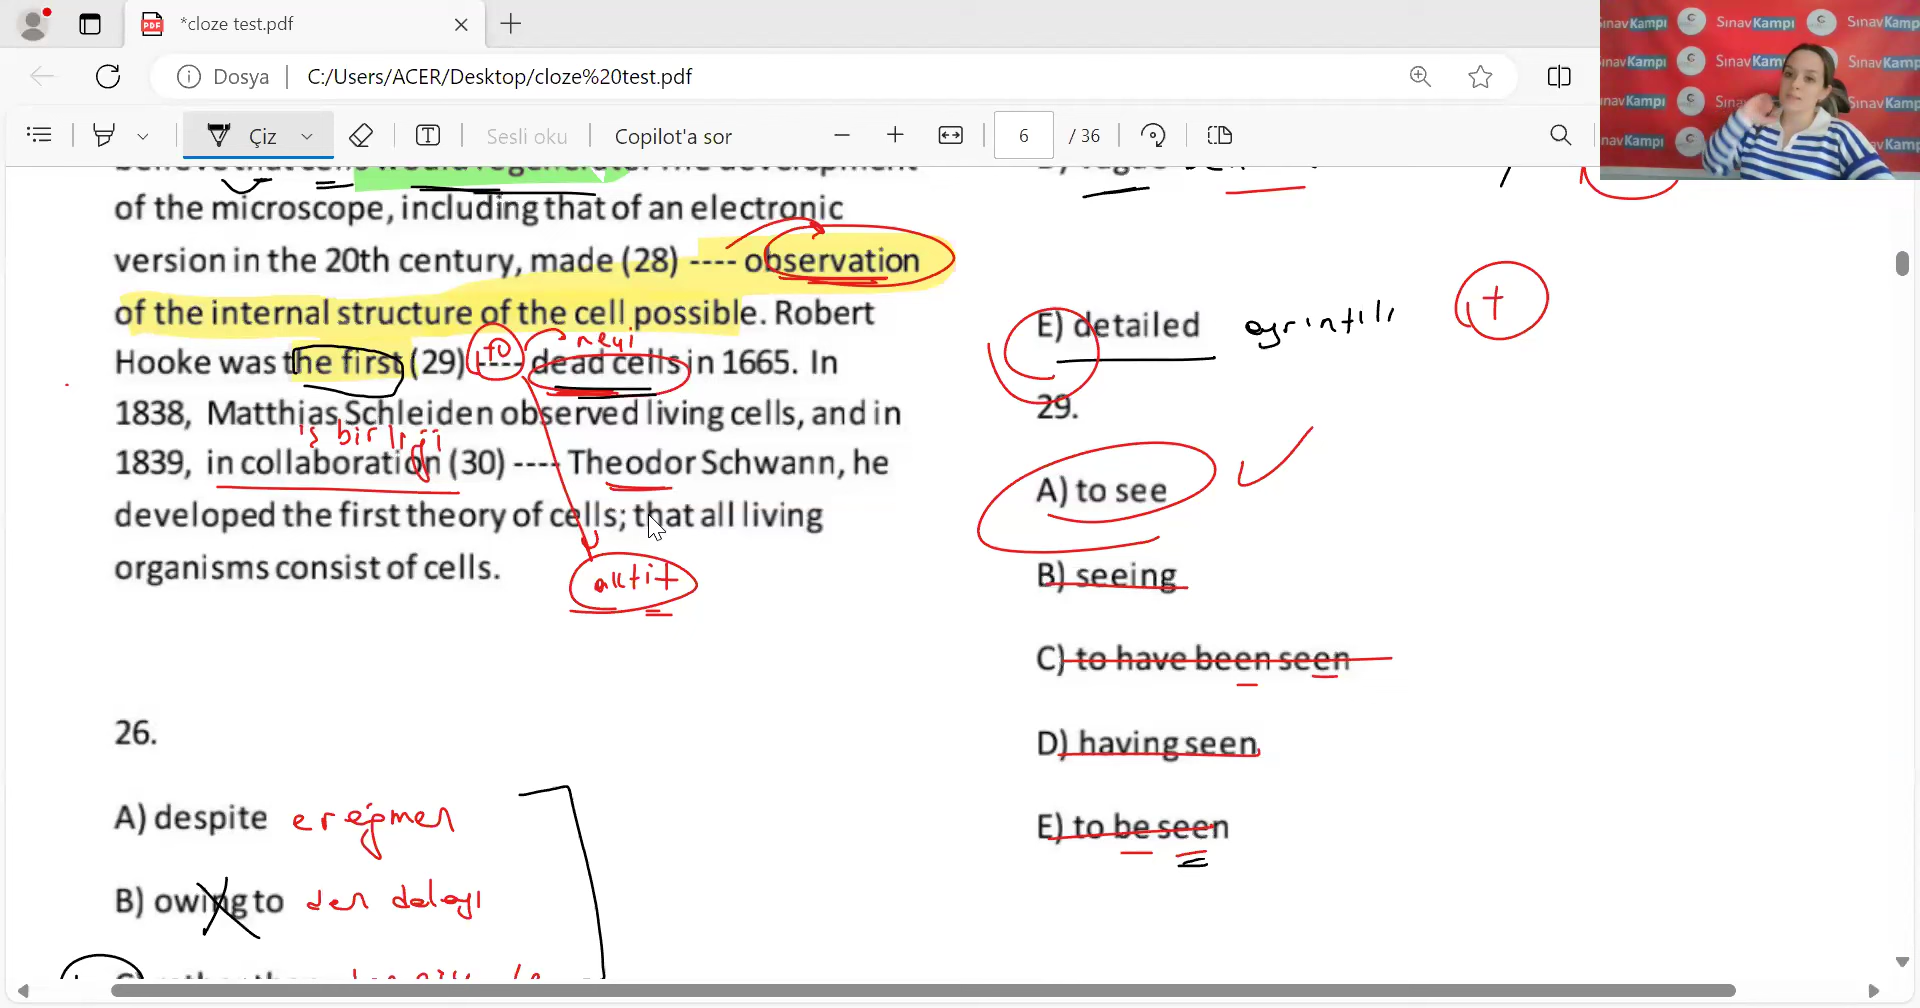 *cloze test.pdf
Dosya
C:/Users/ACER/Desktop/cloze%20test.pdf
Çiz
Sesli oku
Copilot'a sor
6
/ 36
SınavKampı
of the microscope, including that of an electronic
version in the 20th century, made (28) ---- observation
of the internal structure of the cell possible. Robert
to neyi
Hooke was the first (29) ---- dead cells in 1665. In
1838, Matthias Schleiden observed living cells, and in
iş birliği
1839, in collaboration (30) ---- Theodor Schwann, he
developed the first theory of cells; that all living
organisms consist of cells.
aktif
26.
A) despite
B) owing to
E) detailed ayrıntılı +
29.
A) to see
B) seeing
C) to have been seen
D) having seen
E) to be seen